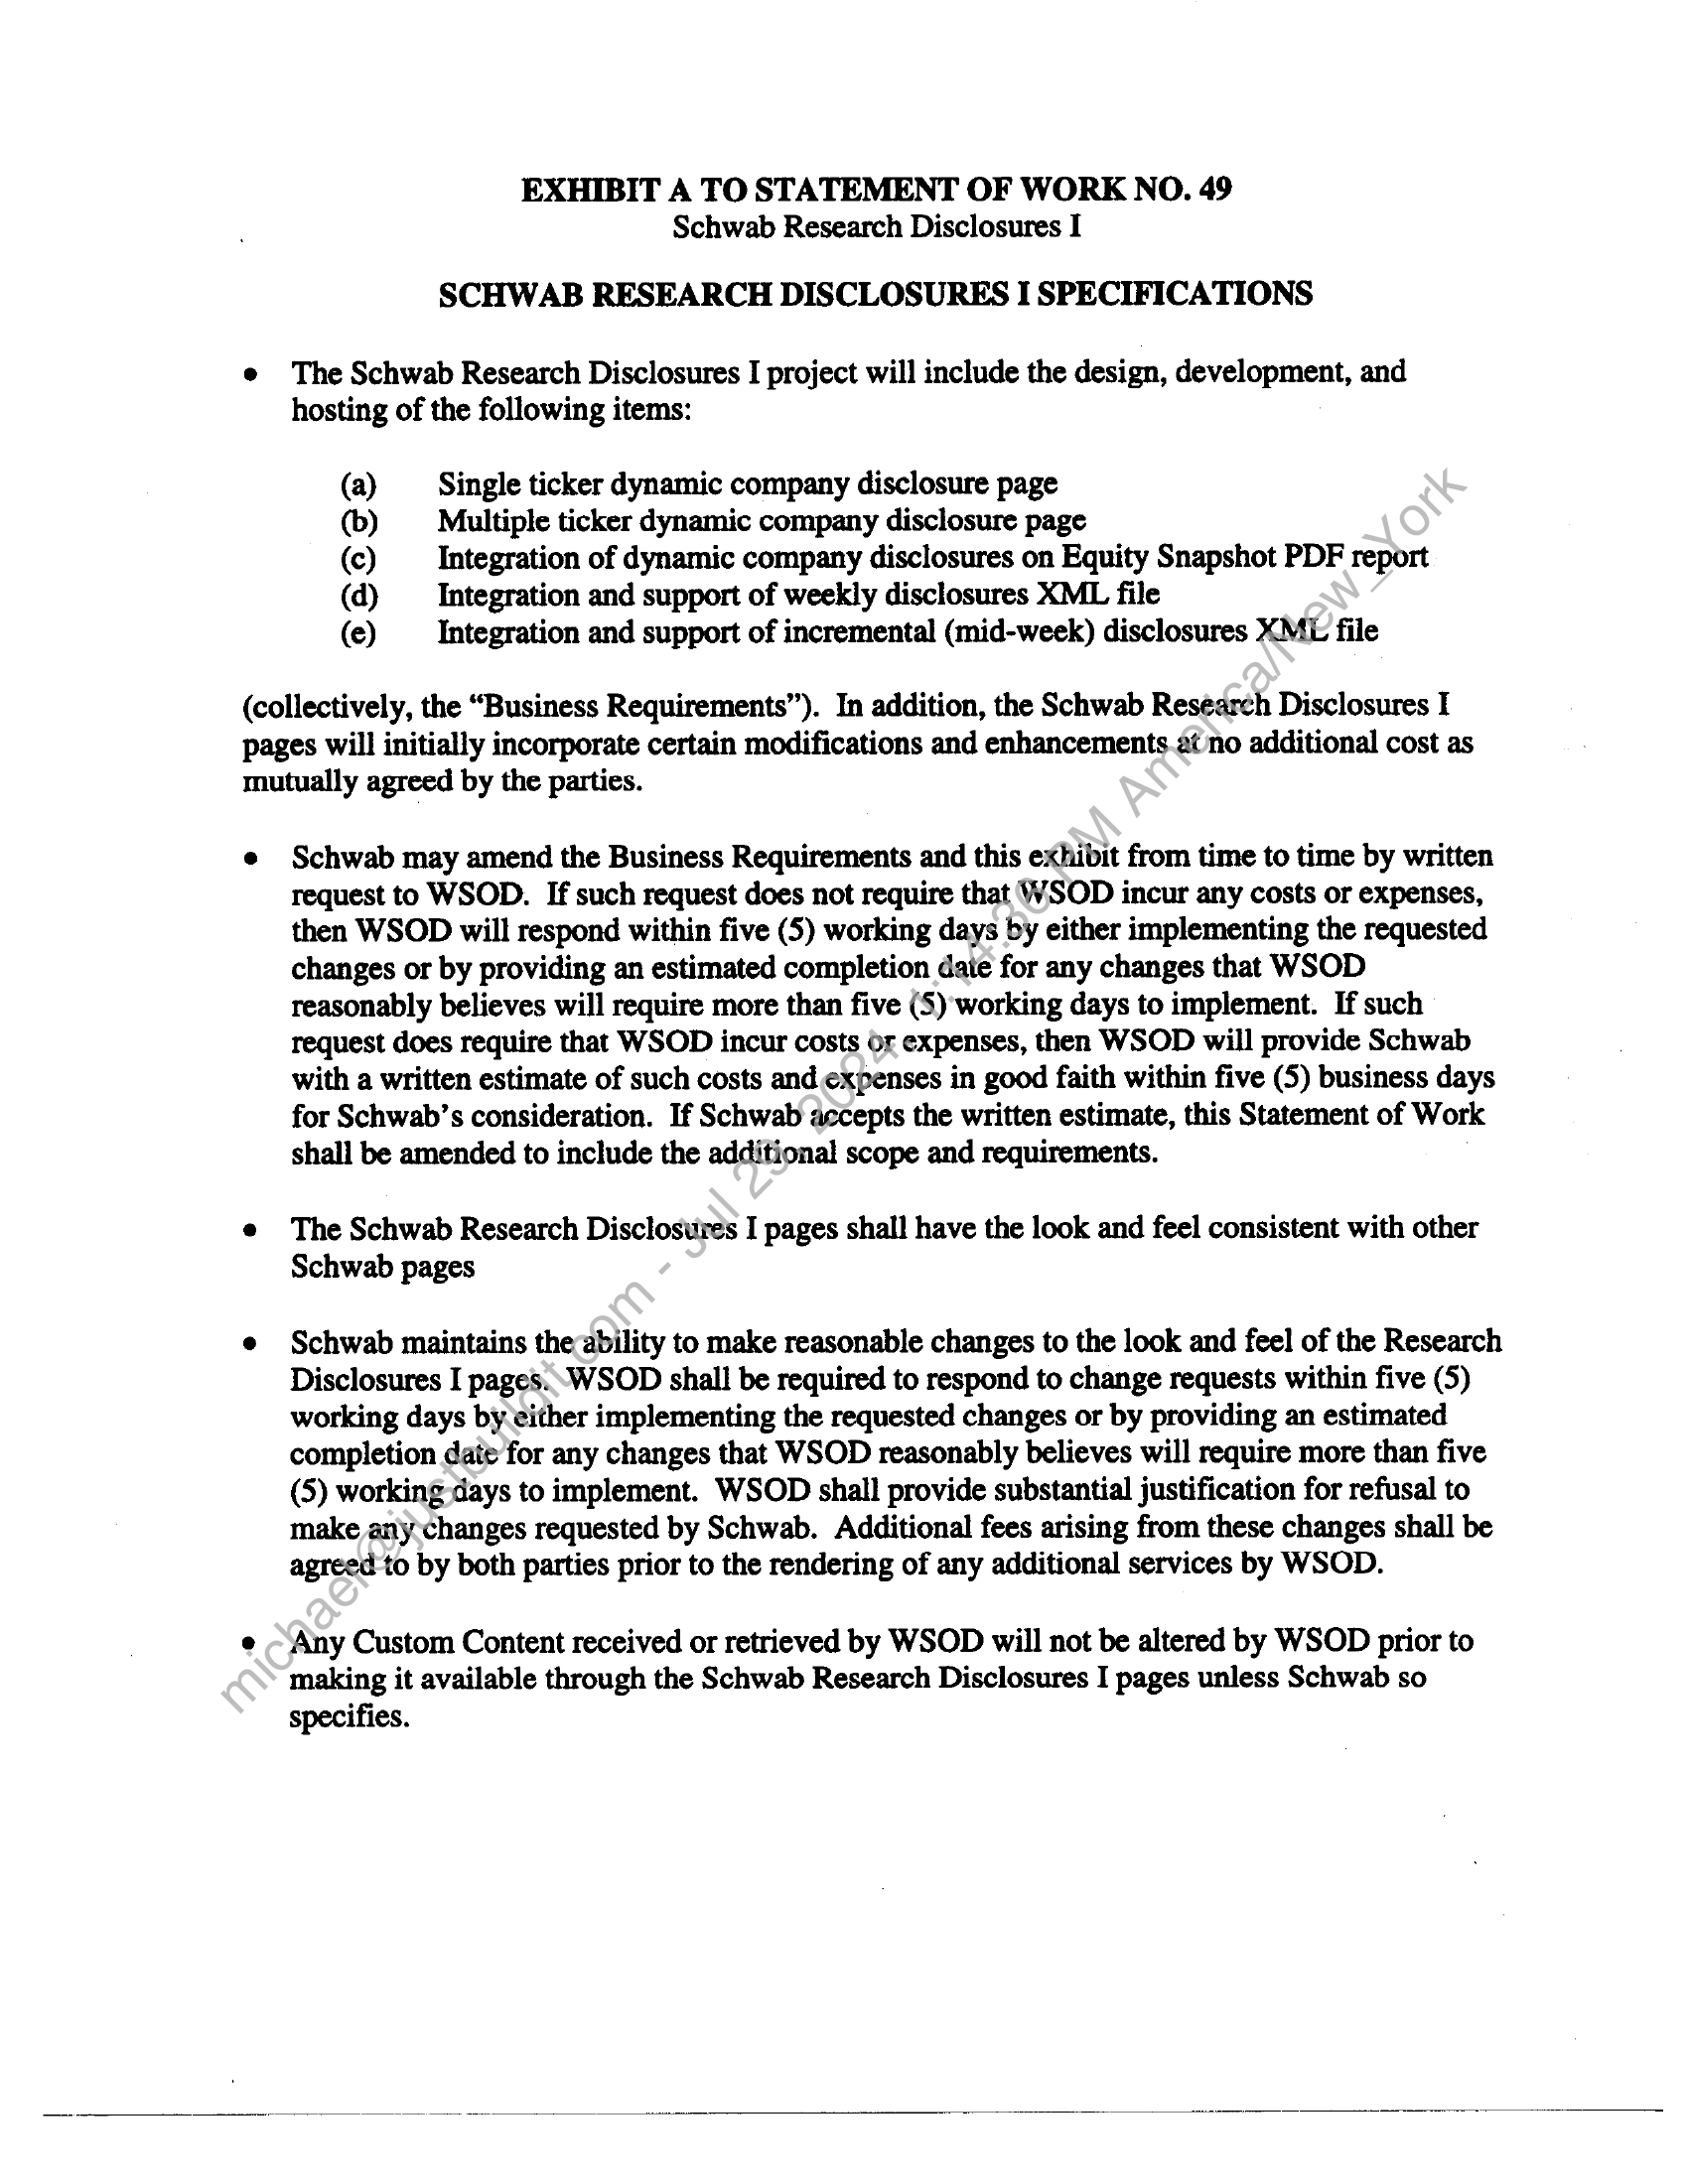 EXHIBIT A TO STATEMENT OF WORK NO. 49
Schwab Research Disclosures I
SCHWAB RESEARCH DISCLOSURES I SPECIFICATIONS
• The Schwab Research Disclosures I project will include the design, development, and
hosting of the following items:
(a) Single ticker dynamic company disclosure page
(b) Multiple ticker dynamic company disclosure page
(c) Integration of dynamic company disclosures on Equity Snapshot PDF report
(d) Integration and support of weekly disclosures XML file
(e) Integration and support of incremental (mid-week) disclosures XML file
(collectively, the “Business Requirements”). In addition, the Schwab Research Disclosures I
pages will initially incorporate certain modifications and enhancements at no additional cost as
mutually agreed by the parties.
• Schwab may amend the Business Requirements and this exhibit from time to time by written
request to WSOD. If such request does not require that WSOD incur any costs or expenses,
then WSOD will respond within five (5) working days by either implementing the requested
changes or by providing an estimated completion date for any changes that WSOD
reasonably believes will require more than five (5) working days to implement. If such
request does require that WSOD incur costs or expenses, then WSOD will provide Schwab
with a written estimate of such costs and expenses in good faith within five (5) business days
for Schwab’s consideration. If Schwab accepts the written estimate, this Statement of Work
shall be amended to include the additional scope and requirements.
• The Schwab Research Disclosures I pages shall have the look and feel consistent with other
Schwab pages
• Schwab maintains the ability to make reasonable changes to the look and feel of the Research
Disclosures I pages. WSOD shall be required to respond to change requests within five (5)
working days by either implementing the requested changes or by providing an estimated
completion date for any changes that WSOD reasonably believes will require more than five
(5) working days to implement. WSOD shall provide substantial justification for refusal to
make any changes requested by Schwab. Additional fees arising from these changes shall be
agreed to by both parties prior to the rendering of any additional services by WSOD.
• Any Custom Content received or retrieved by WSOD will not be altered by WSOD prior to
making it available through the Schwab Research Disclosures I pages unless Schwab so
specifies.
michael@justbuildit.com - Jul 29, 2024, 1:14:36 PM America/New_York